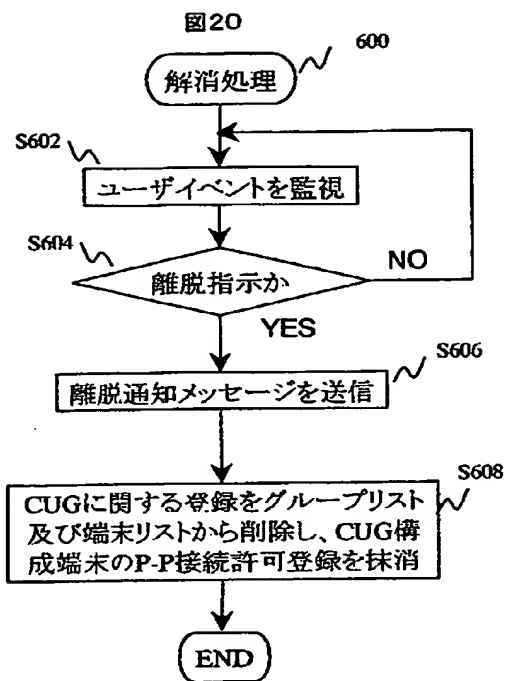 図20
600
解消処理
S602
ユーザイベントを監視
S604
離脱指示か
NO
YES
S606
離脱通知メッセージを送信
S608
CUGに関する登録をグループリスト
及び端末リストから削除し、CUG構
成端末のP-P接続許可登録を抹消
END